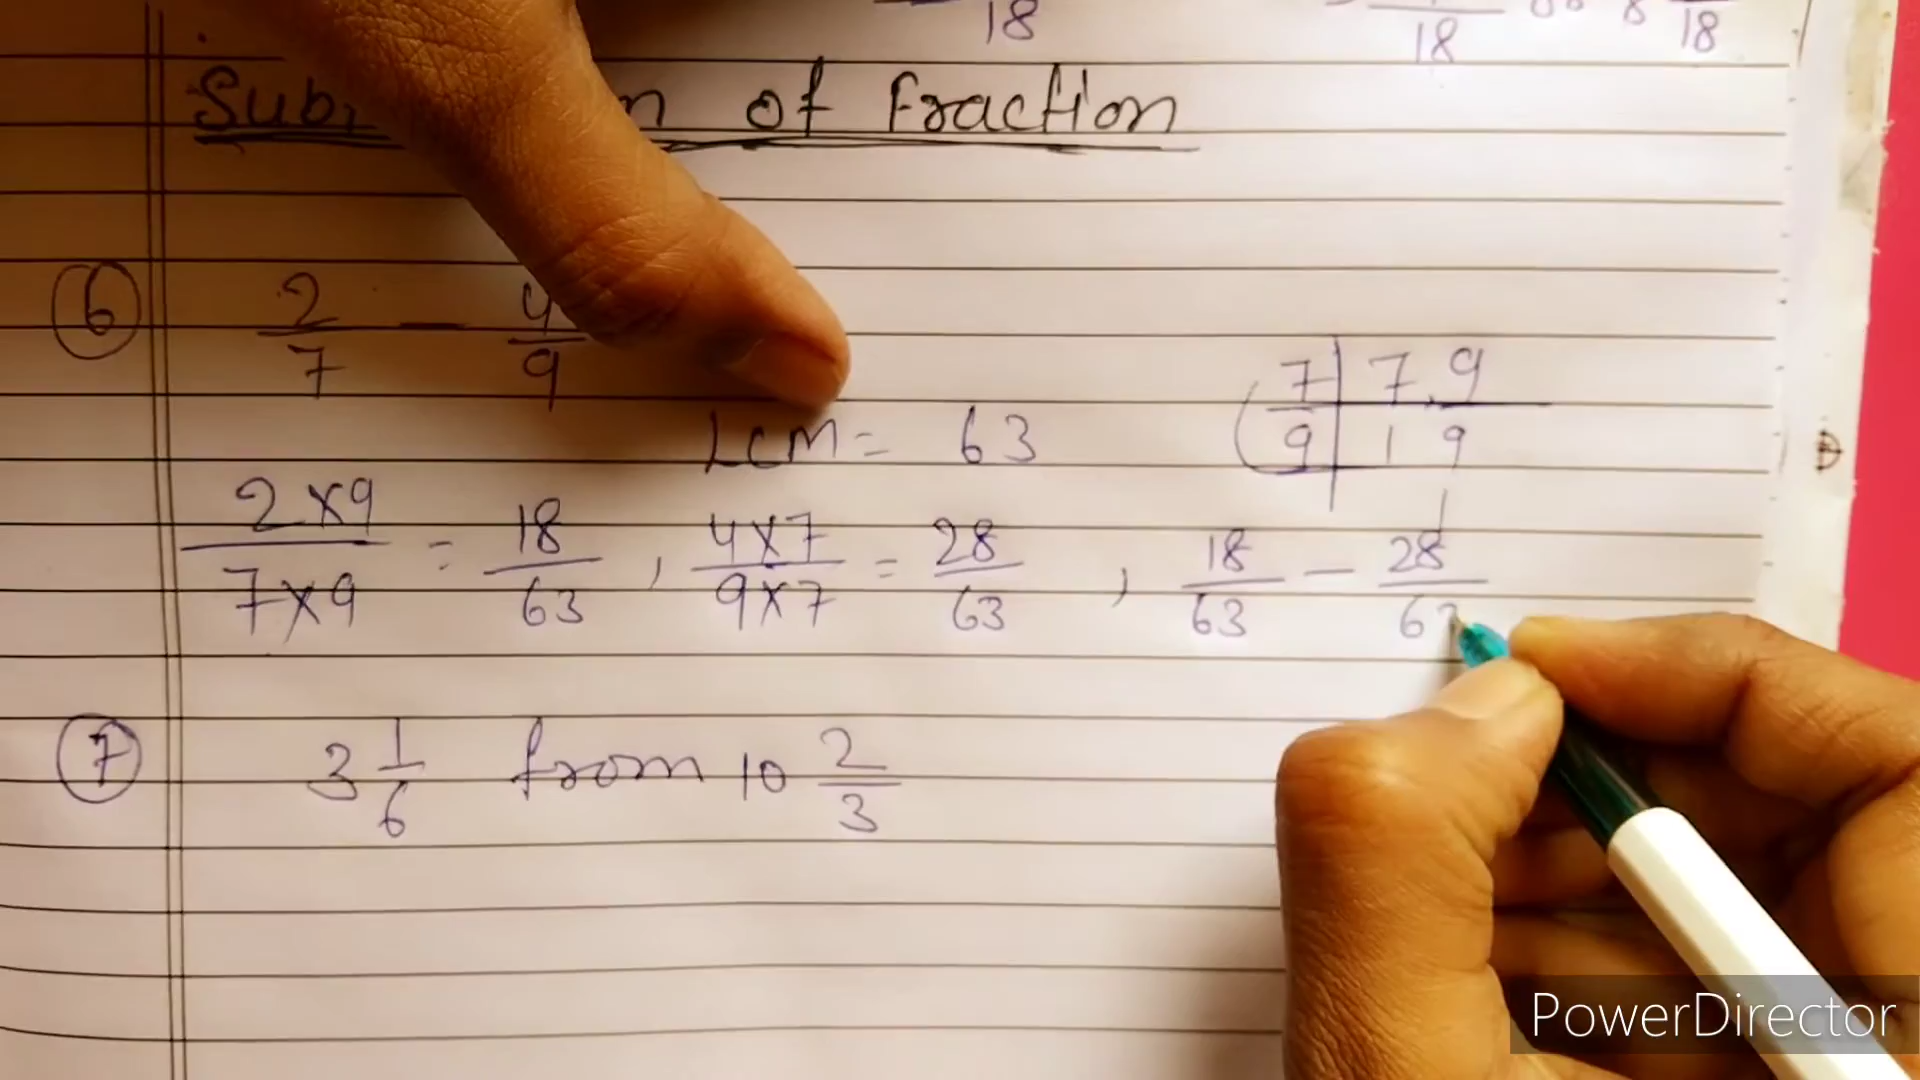 18 18 18
of Fraction
6 2/7 - 4/9
7 | 7, 9
9 | 1 9
LCM = 63
2×9/7×9 = 18/63 , 4×7/9×7 = 28/63 , 18/63 - 28/63
7 3 1/6 from 10 2/3
PowerDirector